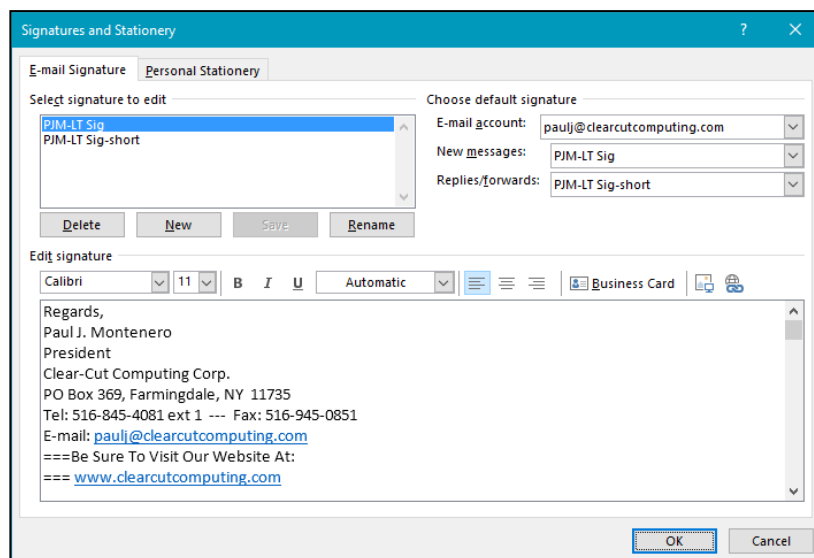 Signatures and Stationery ? ×
E-mail Signature Personal Stationery
Select signature to edit
PJM-LT Sig
PJM-LT Sig-short
Delete New Save Rename
Choose default signature
E-mail account: paulj@clearcutcomputing.com
New messages: PJM-LT Sig
Replies/forwards: PJM-LT Sig-short
Edit signature
Calibri 11 B I U Automatic Business Card
Regards,
Paul J. Montenero
President
Clear-Cut Computing Corp.
PO Box 369, Farmingdale, NY  11735
Tel: 516-845-4081 ext 1  ---  Fax: 516-945-0851
E-mail: paulj@clearcutcomputing.com
===Be Sure To Visit Our Website At:
=== www.clearcutcomputing.com
OK Cancel